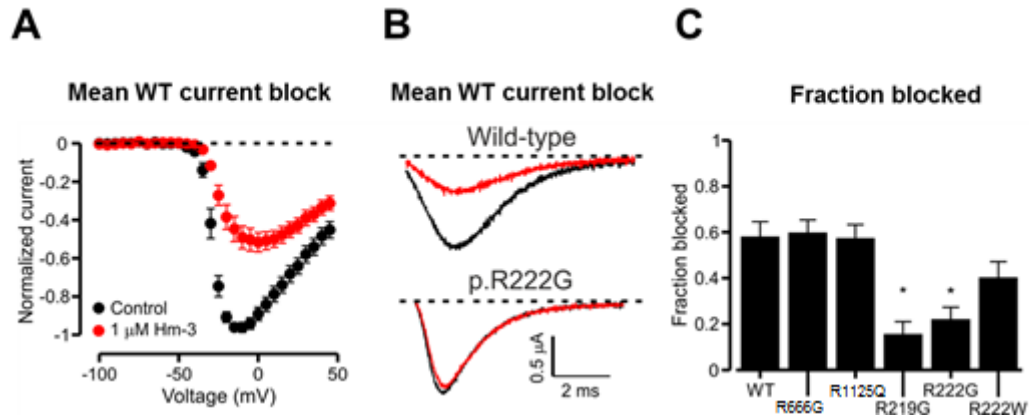 A
Mean WT current block
Normalized current
0
-0.2
-0.4
-0.6
-0.8
-1
Control
1 μM Hm-3
-100
-50
0
50
Voltage (mV)
B
Mean WT current block
Wild-type
p.R222G
0.5 μA
2 ms
C
Fraction blocked
Fraction blocked
1
0.8
0.6
0.4
0.2
0
* *
WT
R666G
R1125Q
R219G
R222G
R222W